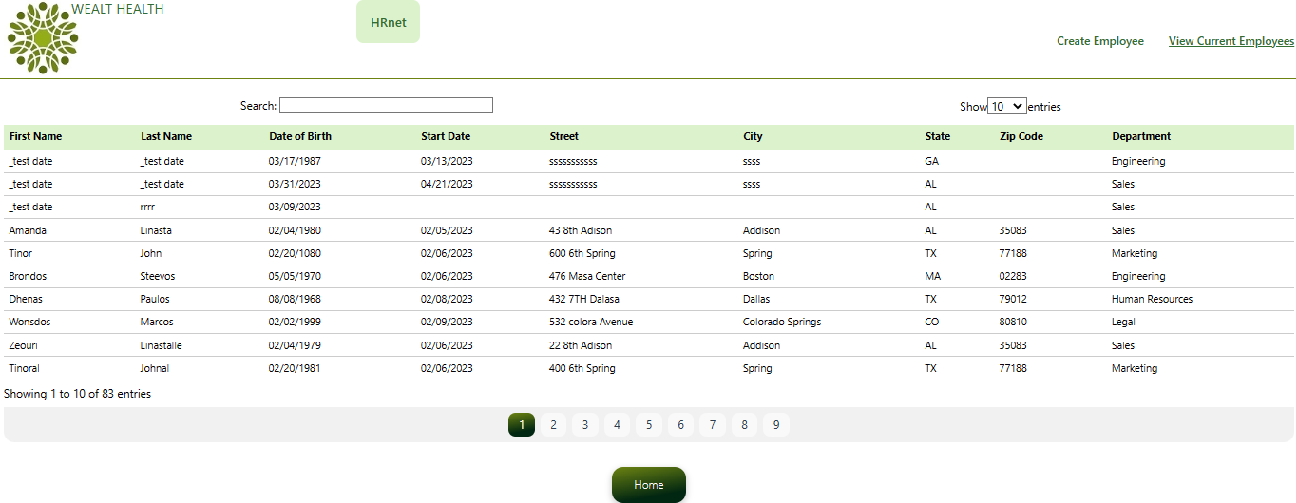 WEALT HEALTH
HRnet
Create Employee View Current Employees
Search: Show 10 entries
First Name Last Name Date of Birth Start Date Street City State Zip Code Department
_test date _test date 03/17/1987 03/13/2023 sssssssssss ssss GA Engineering
_test date _test date 03/31/2023 04/21/2023 sssssssssss ssss AL Sales
_test date rrrr 03/09/2023 AL Sales
Amanda Linasta 02/04/1980 02/05/2023 43 8th Adison Addison AL 35083 Sales
Tinor John 02/20/1080 02/06/2023 600 6th Spring Spring TX 77188 Marketing
Brondos Steevos 05/05/1970 02/06/2023 476 Masa Center Boston MA 02283 Engineering
Dhenas Paulos 08/08/1968 02/08/2023 432 7TH Dalasa Dallas TX 79012 Human Resources
Wonsdos Marcos 02/02/1999 02/09/2023 532 colora Avenue Colorado Springs CO 80810 Legal
Zeouri Linastalie 02/04/1979 02/06/2023 22 8th Adison Addison AL 35083 Sales
Tinoral Johnal 02/20/1981 02/06/2023 400 6th Spring Spring TX 77188 Marketing
Showing 1 to 10 of 83 entries
1 2 3 4 5 6 7 8 9
Home